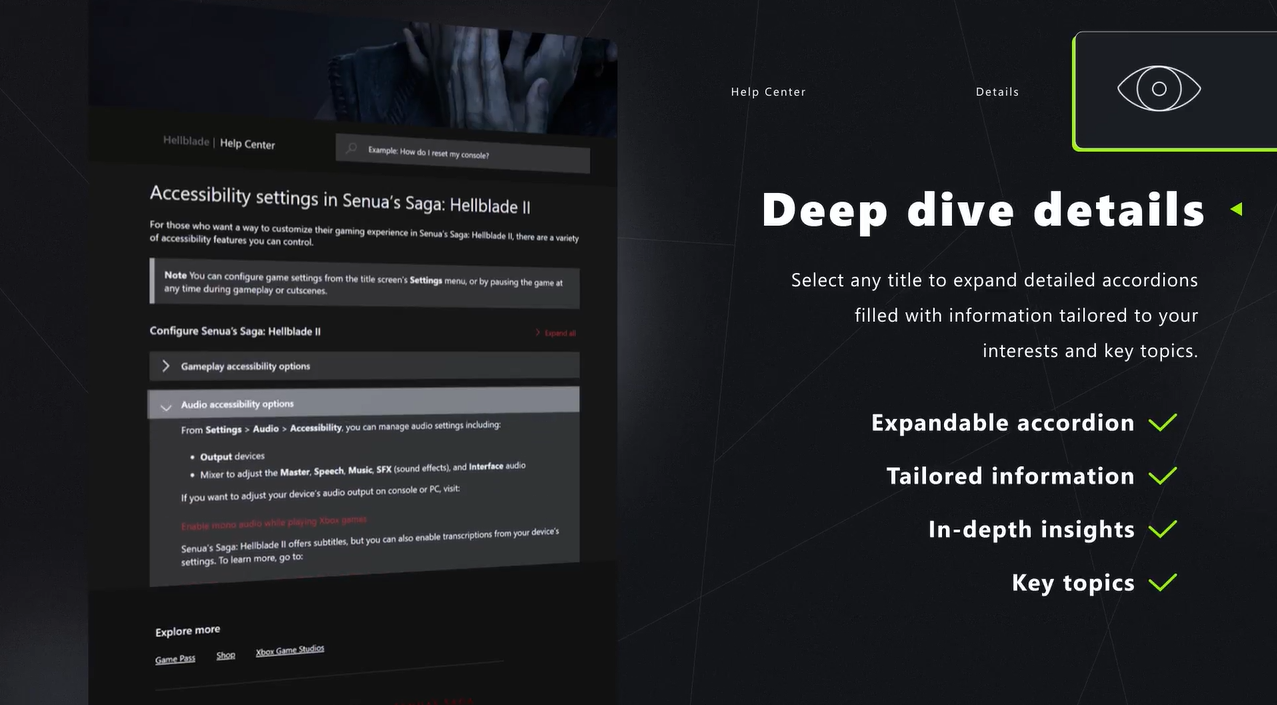 Hellblade | Help Center
Example: How do I reset my console?
Accessibility settings in Senua's Saga: Hellblade II
For those who want a way to customize their gaming experience in Senua's Saga: Hellblade II, there are a variety
of accessibility features you can control.
Note You can configure game settings from the title screen's Settings menu, or by pausing the game at
any time during gameplay or cutscenes.
Configure Senua's Saga: Hellblade II
Expand all
Gameplay accessibility options
Audio accessibility options
From Settings > Audio > Accessibility, you can manage audio settings including:
• Output devices
• Mixer to adjust the Master, Speech, Music, SFX (sound effects), and Interface audio
If you want to adjust your device's audio output on console or PC, visit:
Enable mono audio while playing Xbox games
Senua's Saga: Hellblade II offers subtitles, but you can also enable transcriptions from your device's
settings. To learn more, go to:
Explore more
Game Pass Shop Xbox Game Studios
Help Center Details
Deep dive details
Select any title to expand detailed accordions
filled with information tailored to your
interests and key topics.
Expandable accordion
Tailored information
In-depth insights
Key topics